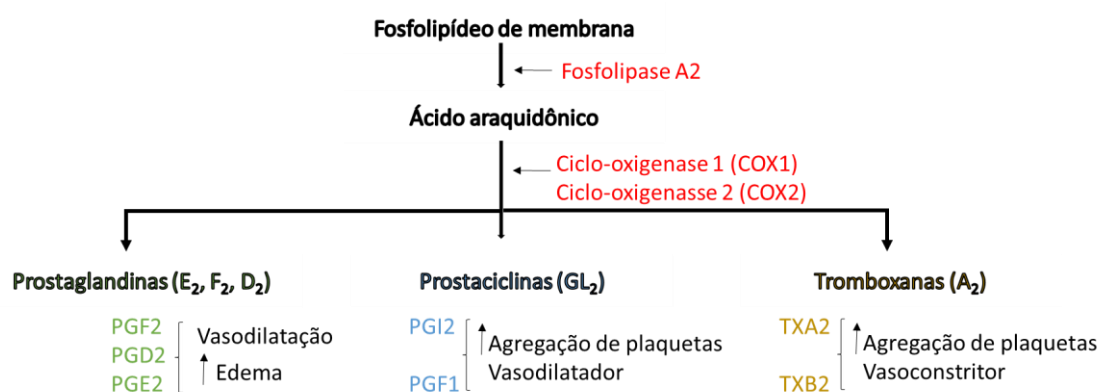 Fosfolipídeo de membrana
Fosfolipase A2
Ácido araquidônico
Ciclo-oxigenase 1 (COX1)
Ciclo-oxigenasse 2 (COX2)
Prostaglandinas (E₂, F₂, D₂)
Prostaciclinas (GL₂)
Tromboxanas (A₂)
PGF2
PGD2
PGE2
Vasodilatação
Edema
PGI2
PGF1
Agregação de plaquetas
Vasodilatador
TXA2
TXB2
Agregação de plaquetas
Vasoconstritor